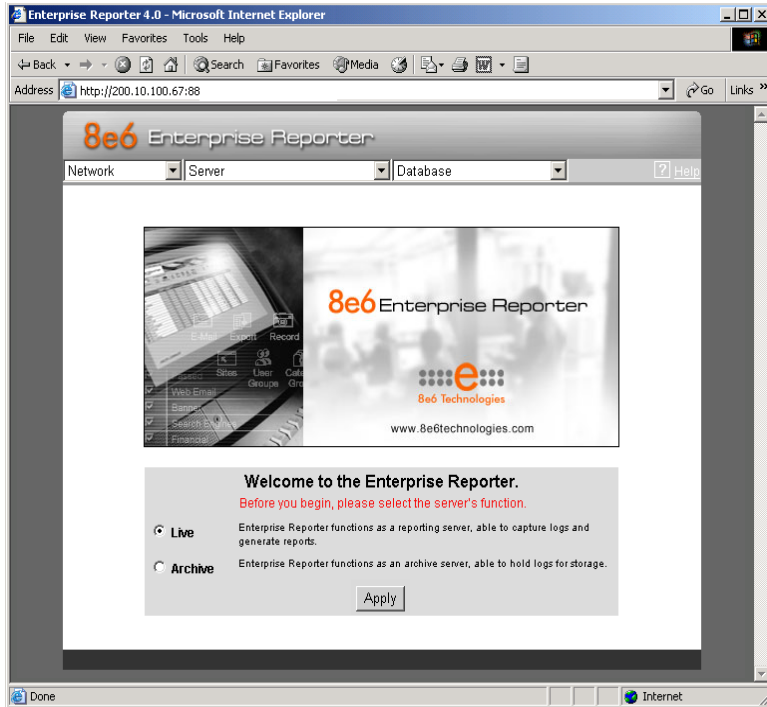 Enterprise Reporter 4.0 - Microsoft Internet Explorer
File Edit View Favorites Tools Help
Back Search Favorites Media
Address http://200.10.100.67:88 Go Links »
8e6 Enterprise Reporter
Network Server Database ? Help
E-Mail Export Record
Sites User Groups
Web Email
Banner
Search Engines
Financial
8e6 Enterprise Reporter
e
8e6 Technologies
www.8e6technologies.com
Welcome to the Enterprise Reporter.
Before you begin, please select the server's function.
Live Enterprise Reporter functions as a reporting server, able to capture logs and
generate reports.
Archive Enterprise Reporter functions as an archive server, able to hold logs for storage.
Apply
Done Internet